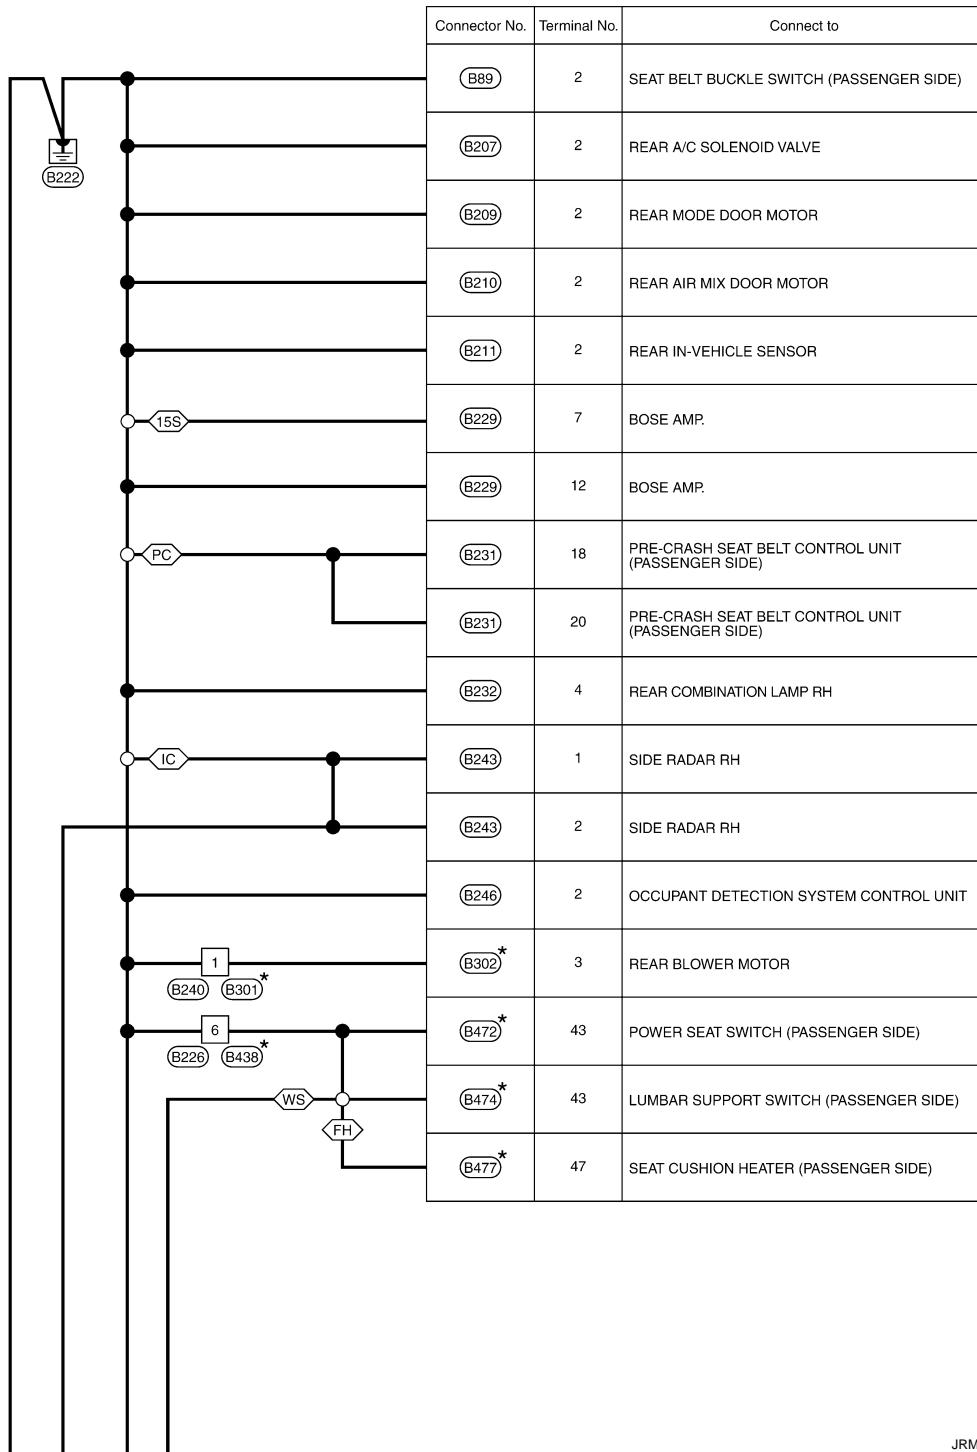 Connector No. Terminal No. Connect to
B89 2 SEAT BELT BUCKLE SWITCH (PASSENGER SIDE)
B207 2 REAR A/C SOLENOID VALVE
B222
B209 2 REAR MODE DOOR MOTOR
B210 2 REAR AIR MIX DOOR MOTOR
B211 2 REAR IN-VEHICLE SENSOR
15S B229 7 BOSE AMP.
B229 12 BOSE AMP.
PC B231 18 PRE-CRASH SEAT BELT CONTROL UNIT
(PASSENGER SIDE)
B231 20 PRE-CRASH SEAT BELT CONTROL UNIT
(PASSENGER SIDE)
B232 4 REAR COMBINATION LAMP RH
IC B243 1 SIDE RADAR RH
B243 2 SIDE RADAR RH
B246 2 OCCUPANT DETECTION SYSTEM CONTROL UNIT
1 B302* 3 REAR BLOWER MOTOR
B240 B301*
6 B472* 43 POWER SEAT SWITCH (PASSENGER SIDE)
B226 B438*
WS B474* 43 LUMBAR SUPPORT SWITCH (PASSENGER SIDE)
FH
B477* 47 SEAT CUSHION HEATER (PASSENGER SIDE)
JRM